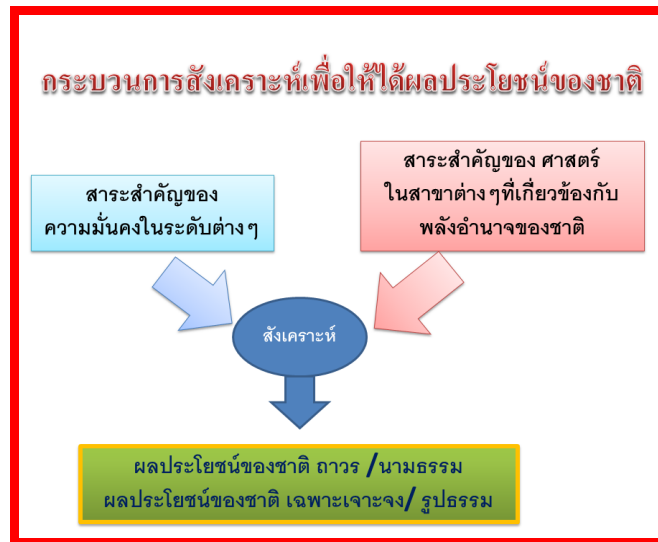 กระบวนการสังเคราะห์เพื่อให้ได้ผลประโยชน์ของชาติ
สาระสำคัญของ
ความมั่นคงในระดับต่างๆ
สาระสำคัญของ ศาสตร์
ในสาขาต่างๆที่เกี่ยวข้องกับ
พลังอำนาจของชาติ
สังเคราะห์
ผลประโยชน์ของชาติ ถาวร /นามธรรม
ผลประโยชน์ของชาติ เฉพาะเจาะจง/ รูปธรรม